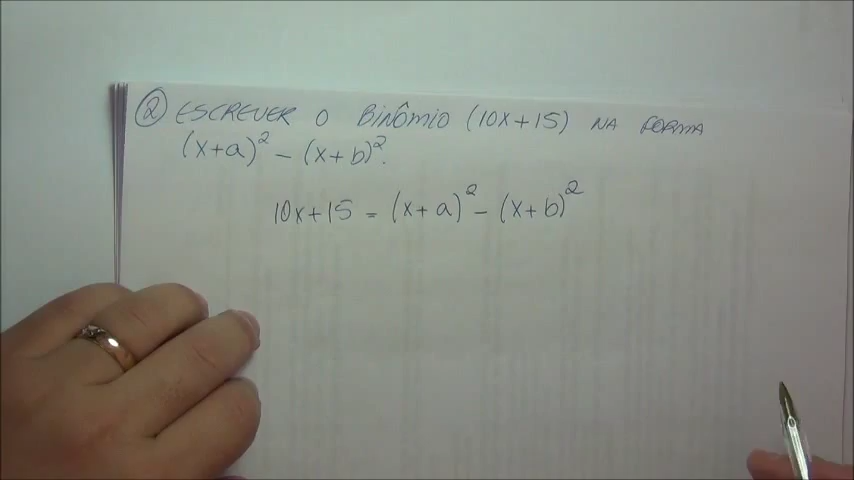 ② ESCREVER O BINÔMIO (10x+15) NA FORMA
(x+a)² - (x+b)².
10x+15 = (x+a)² - (x+b)²